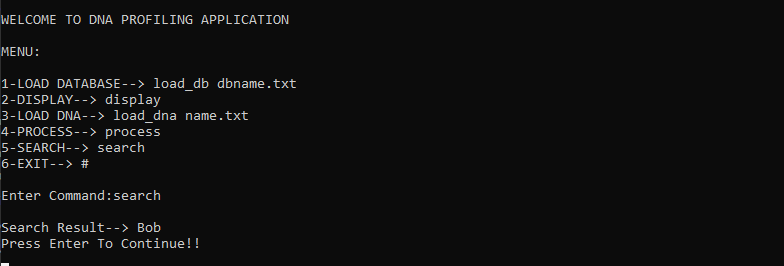 WELCOME TO DNA PROFILING APPLICATION
MENU:
1-LOAD DATABASE--> load_db dbname.txt
2-DISPLAY--> display
3-LOAD DNA--> load_dna name.txt
4-PROCESS--> process
5-SEARCH--> search
6-EXIT--> #
Enter Command:search
Search Result--> Bob
Press Enter To Continue!!